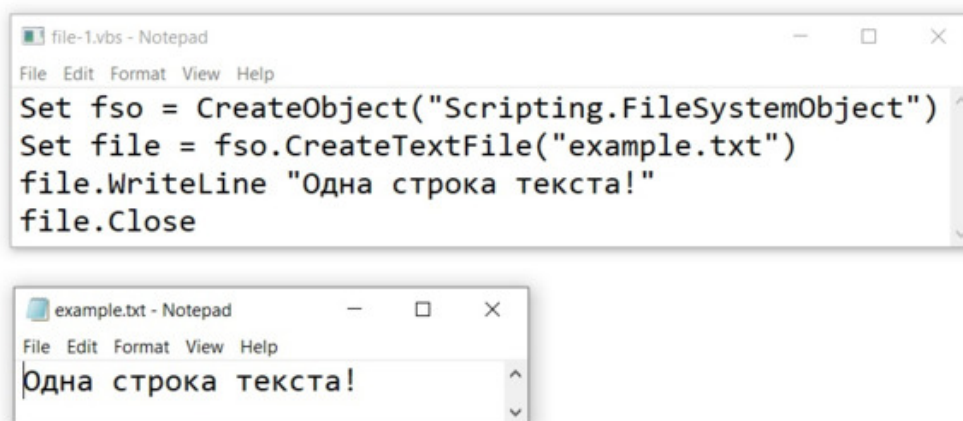 file-1.vbs - Notepad
File Edit Format View Help
Set fso = CreateObject("Scripting.FileSystemObject")
Set file = fso.CreateTextFile("example.txt")
file.WriteLine "Одна строка текста!"
file.Close
example.txt - Notepad
File Edit Format View Help
Одна строка текста!